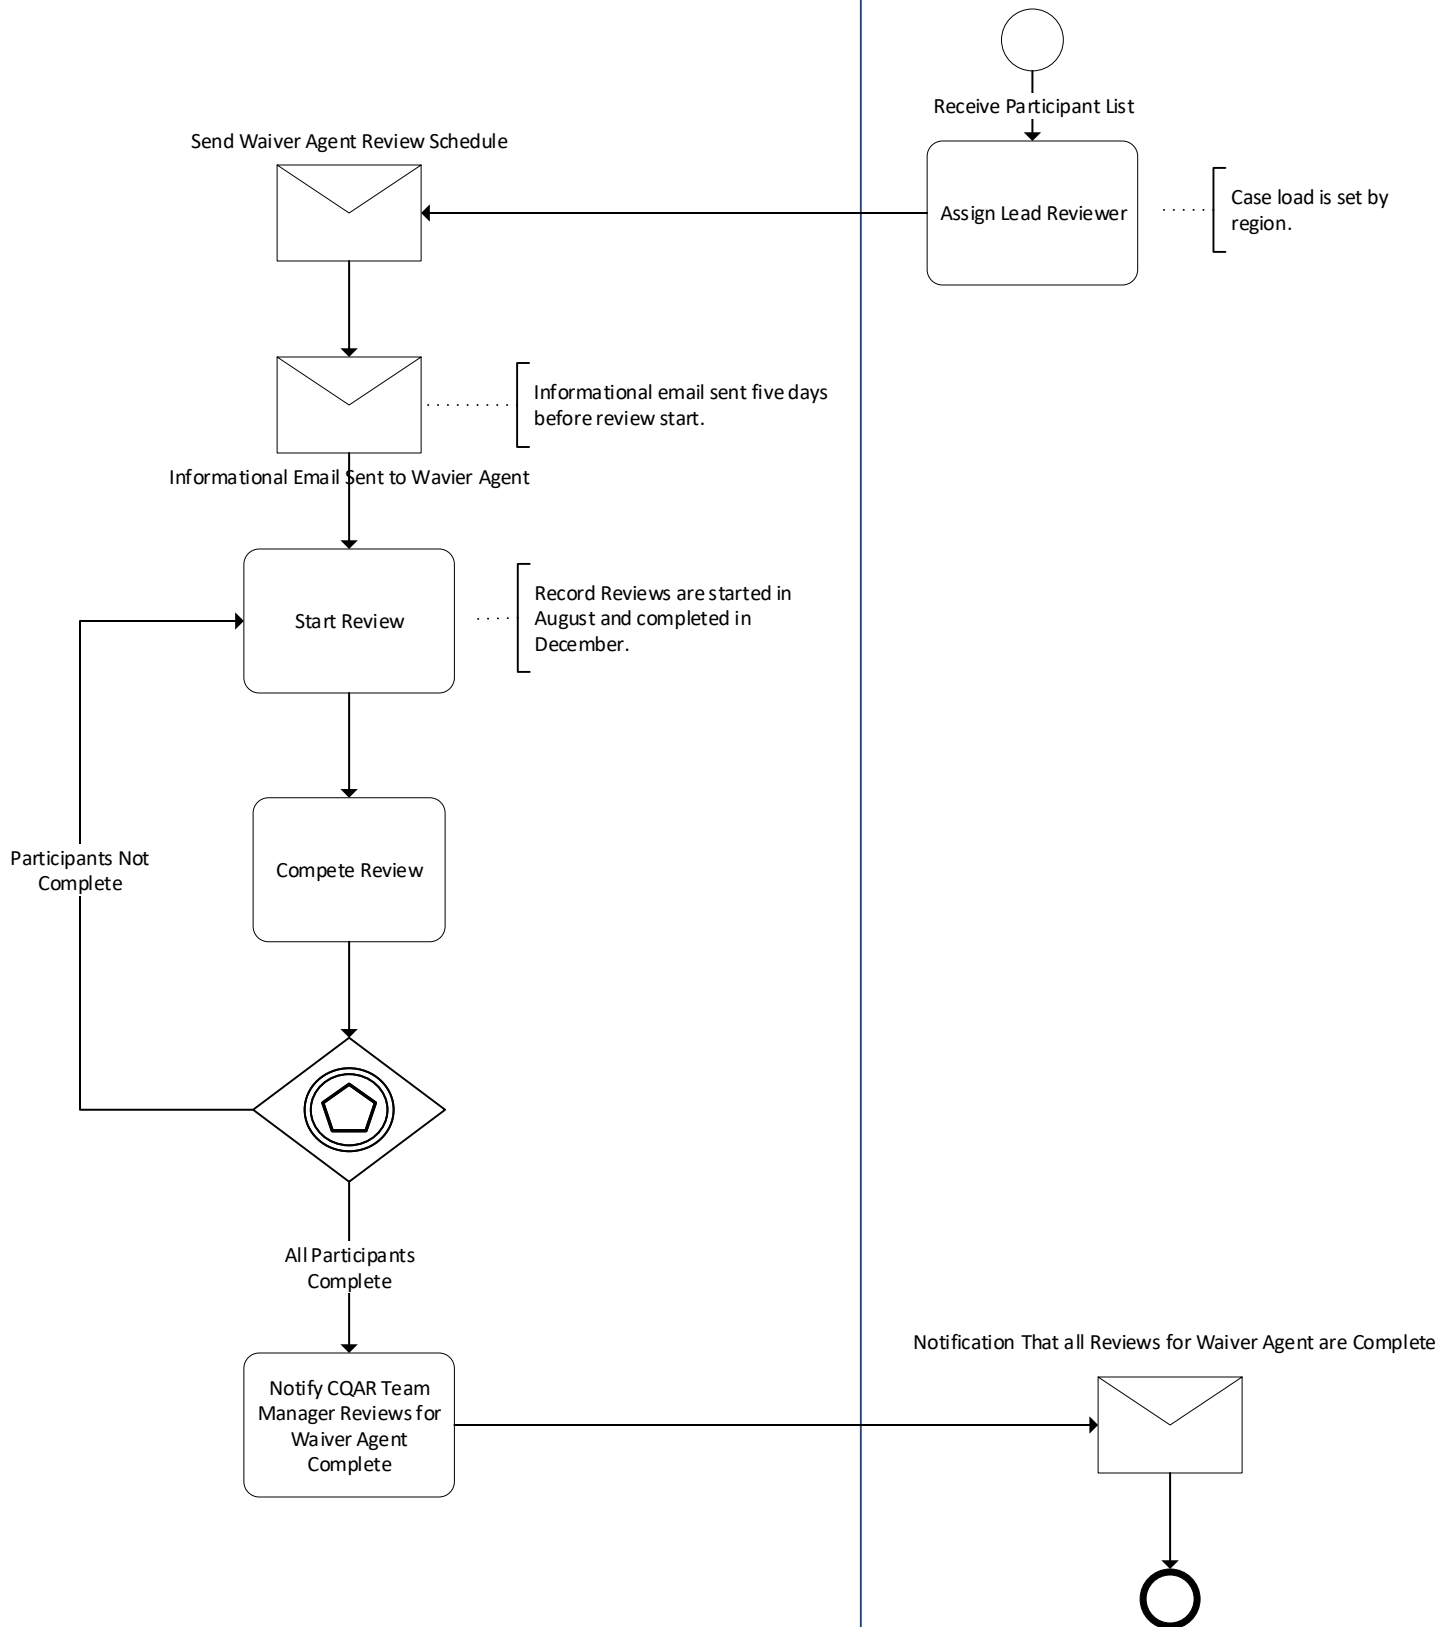 Receive Participant List
Send Waiver Agent Review Schedule
Assign Lead Reviewer
Case load is set by
region.
Informational email sent five days
before review start.
Informational Email Sent to Wavier Agent
Start Review
Record Reviews are started in
August and completed in
December.
Compete Review
Participants Not
Complete
All Participants
Complete
Notify CQAR Team
Manager Reviews for
Waiver Agent
Complete
Notification That all Reviews for Waiver Agent are Complete